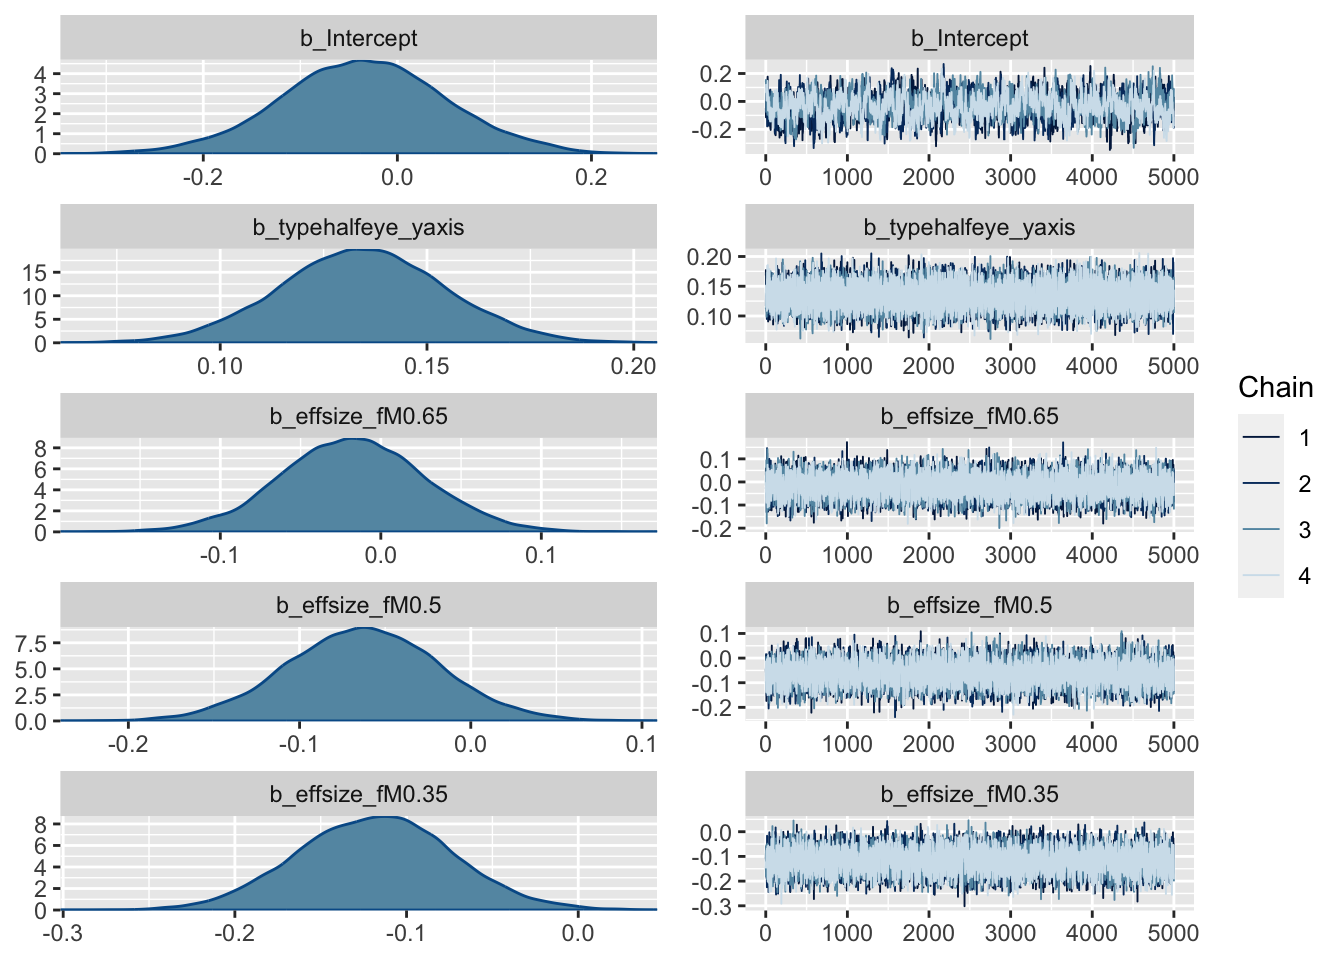 b_Intercept
4
3
2
1
0
-0.2 0.0 0.2
b_Intercept
0.2
0.0
-0.2
0 1000 2000 3000 4000 5000
b_typehalfeye_yaxis
15
10
5
0
0.10 0.15 0.20
b_typehalfeye_yaxis
0.20
0.15
0.10
0 1000 2000 3000 4000 5000
b_effsize_fM0.65
8
6
4
2
0
-0.1 0.0 0.1
b_effsize_fM0.65
0.1
0.0
-0.1
-0.2
0 1000 2000 3000 4000 5000
b_effsize_fM0.5
7.5
5.0
2.5
0.0
-0.2 -0.1 0.0 0.1
b_effsize_fM0.5
0.1
0.0
-0.1
-0.2
0 1000 2000 3000 4000 5000
b_effsize_fM0.35
8
6
4
2
0
-0.3 -0.2 -0.1 0.0
b_effsize_fM0.35
0.0
-0.1
-0.2
-0.3
0 1000 2000 3000 4000 5000
Chain
1
2
3
4